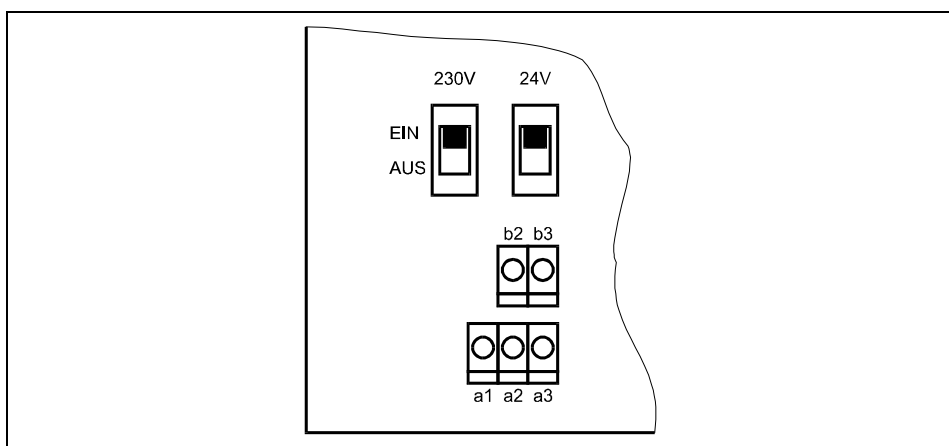 230V 24V
EIN
AUS
b2 b3
a1 a2 a3